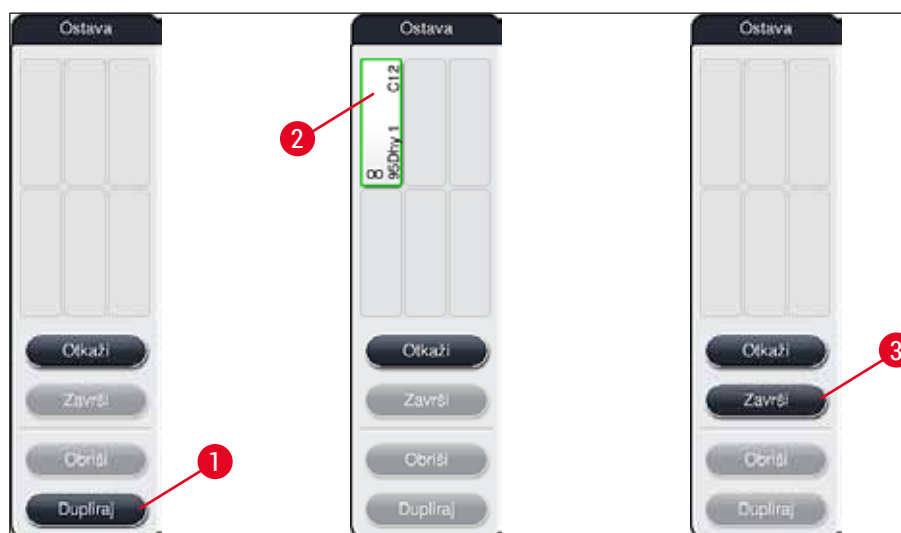 Ostava
Otkaži
Završi
Obriši
Dupliraj
1
Ostava
C12
95Dhy 1
8
2
Otkaži
Završi
Obriši
Dupliraj
Ostava
Otkaži
Završi
Obriši
Dupliraj
3